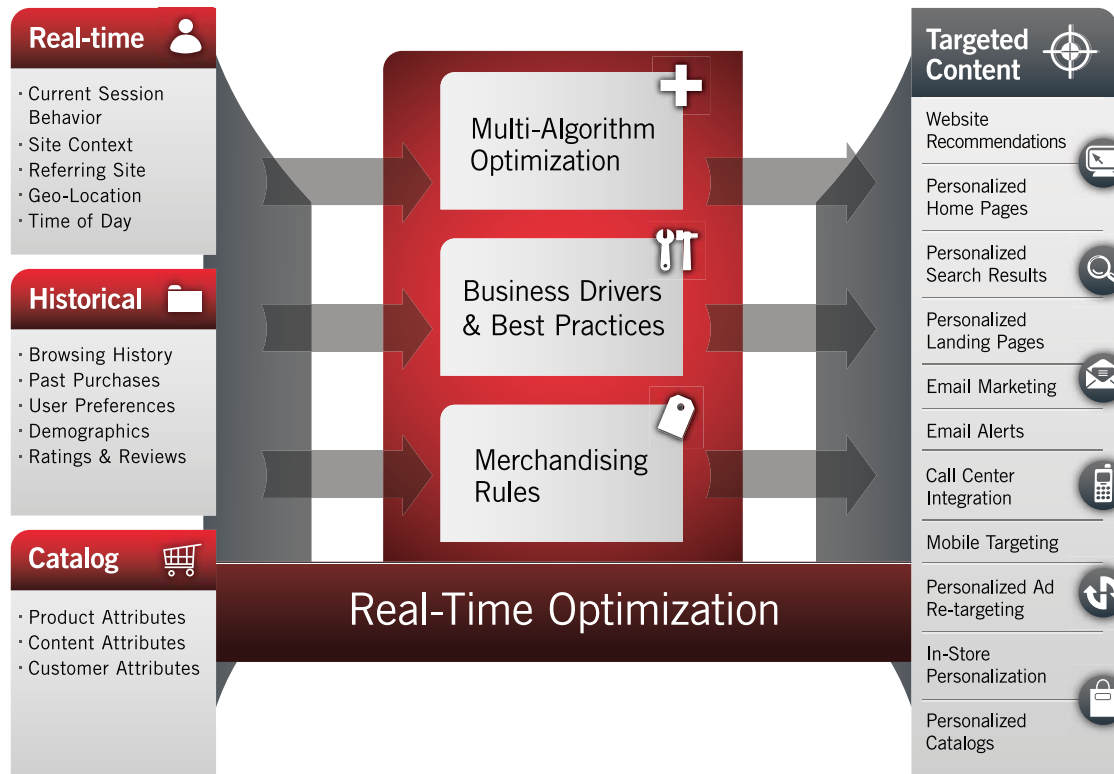 Real-time
· Current Session
Behavior
· Site Context
· Referring Site
· Geo-Location
· Time of Day
Historical
· Browsing History
· Past Purchases
· User Preferences
· Demographics
· Ratings & Reviews
Catalog
· Product Attributes
· Content Attributes
· Customer Attributes
Multi-Algorithm
Optimization
Business Drivers
& Best Practices
Merchandising
Rules
Real-Time Optimization
Targeted
Content
Website
Recommendations
Personalized
Home Pages
Personalized
Search Results
Personalized
Landing Pages
Email Marketing
Email Alerts
Call Center
Integration
Mobile Targeting
Personalized Ad
Re-targeting
In-Store
Personalization
Personalized
Catalogs